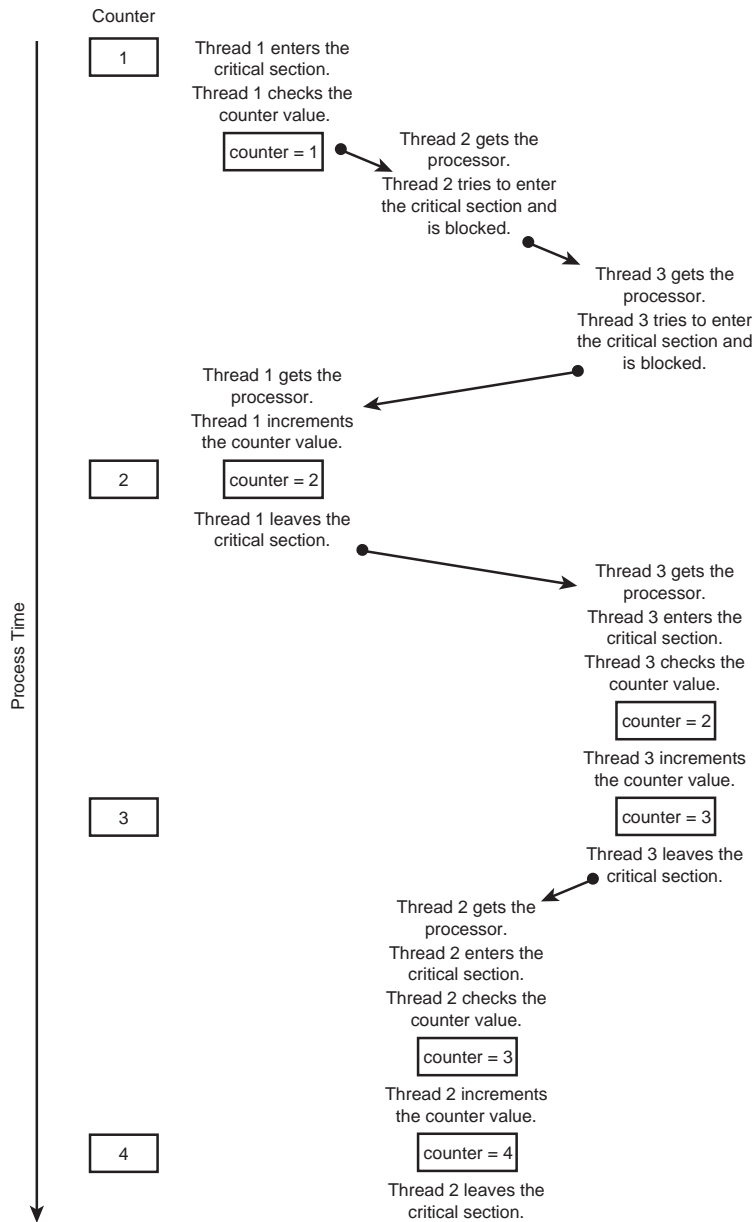 Counter
1
Thread 1 enters the
critical section.
Thread 1 checks the
counter value.
counter = 1
Thread 2 gets the
processor.
Thread 2 tries to enter
the critical section and
is blocked.
Thread 3 gets the
processor.
Thread 3 tries to enter
the critical section and
is blocked.
Thread 1 gets the
processor.
Thread 1 increments
the counter value.
2
counter = 2
Thread 1 leaves the
critical section.
Process Time
Thread 3 gets the
processor.
Thread 3 enters the
critical section.
Thread 3 checks the
counter value.
counter = 2
Thread 3 increments
the counter value.
3
counter = 3
Thread 3 leaves the
critical section.
Thread 2 gets the
processor.
Thread 2 enters the
critical section.
Thread 2 checks the
counter value.
counter = 3
Thread 2 increments
the counter value.
4
counter = 4
Thread 2 leaves the
critical section.